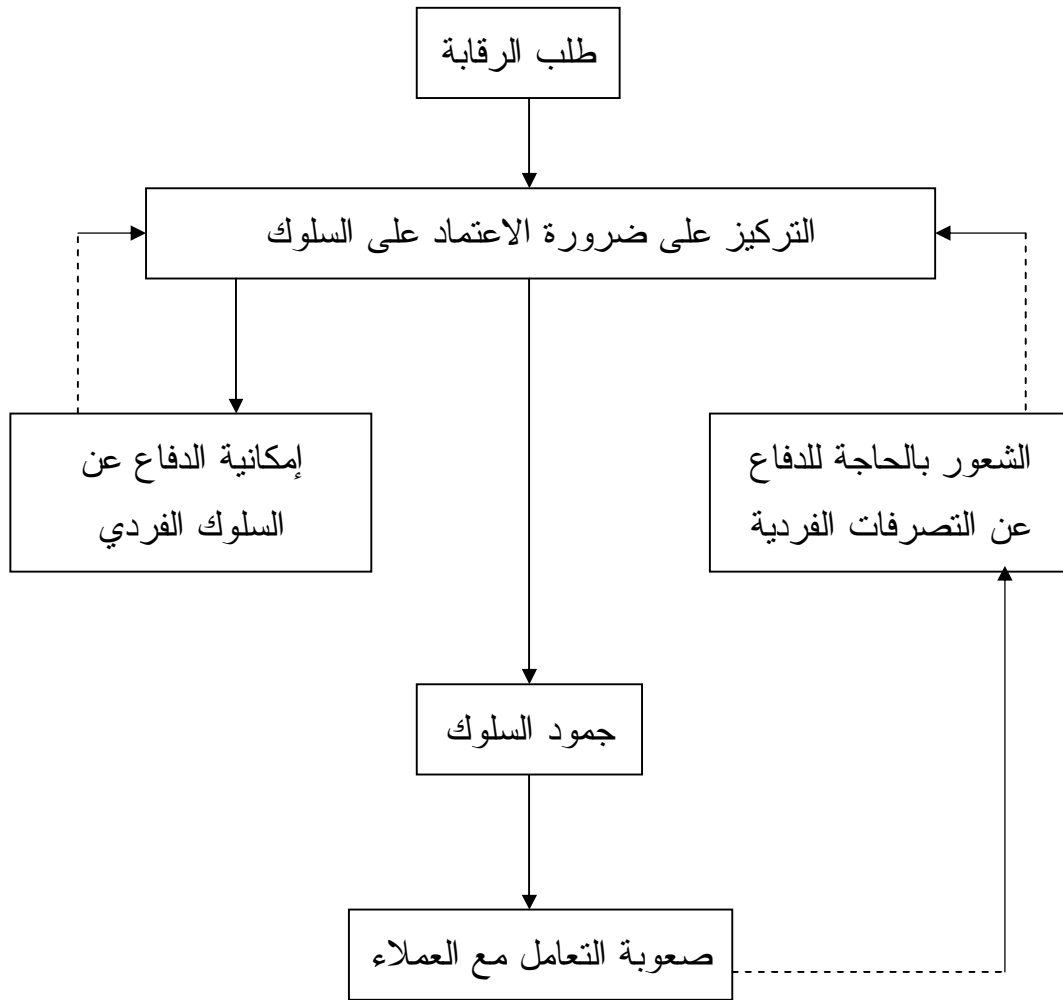 طلب الرقابة
التركيز على ضرورة الاعتماد على السلوك
الشعور بالحاجة للدفاع
عن التصرفات الفردية
إمكانية الدفاع عن
السلوك الفردي
جمود السلوك
صعوبة التعامل مع العملاء